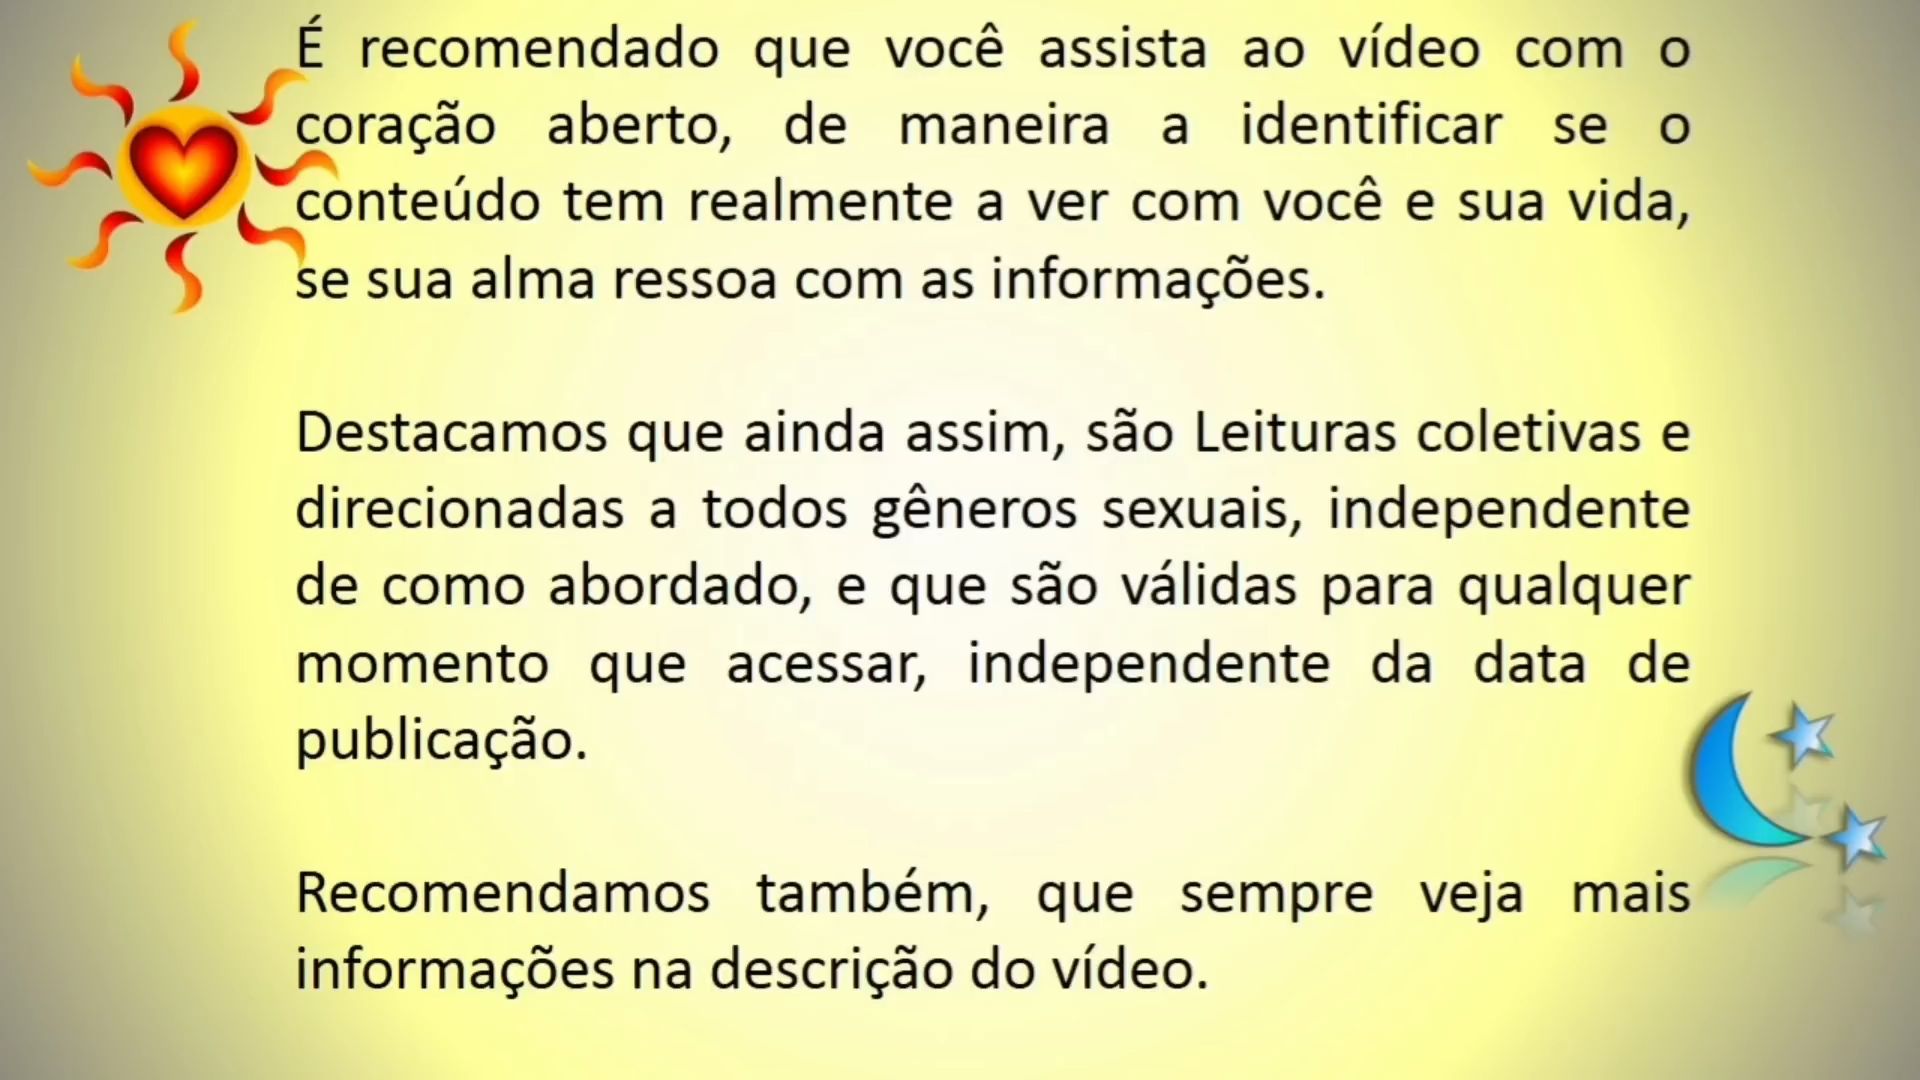 É recomendado que você assista ao vídeo com o
coração aberto, de maneira a identificar se o
conteúdo tem realmente a ver com você e sua vida,
se sua alma ressoa com as informações.
Destacamos que ainda assim, são Leituras coletivas e
direcionadas a todos gêneros sexuais, independente
de como abordado, e que são válidas para qualquer
momento que acessar, independente da data de
publicação.
Recomendamos também, que sempre veja mais
informações na descrição do vídeo.